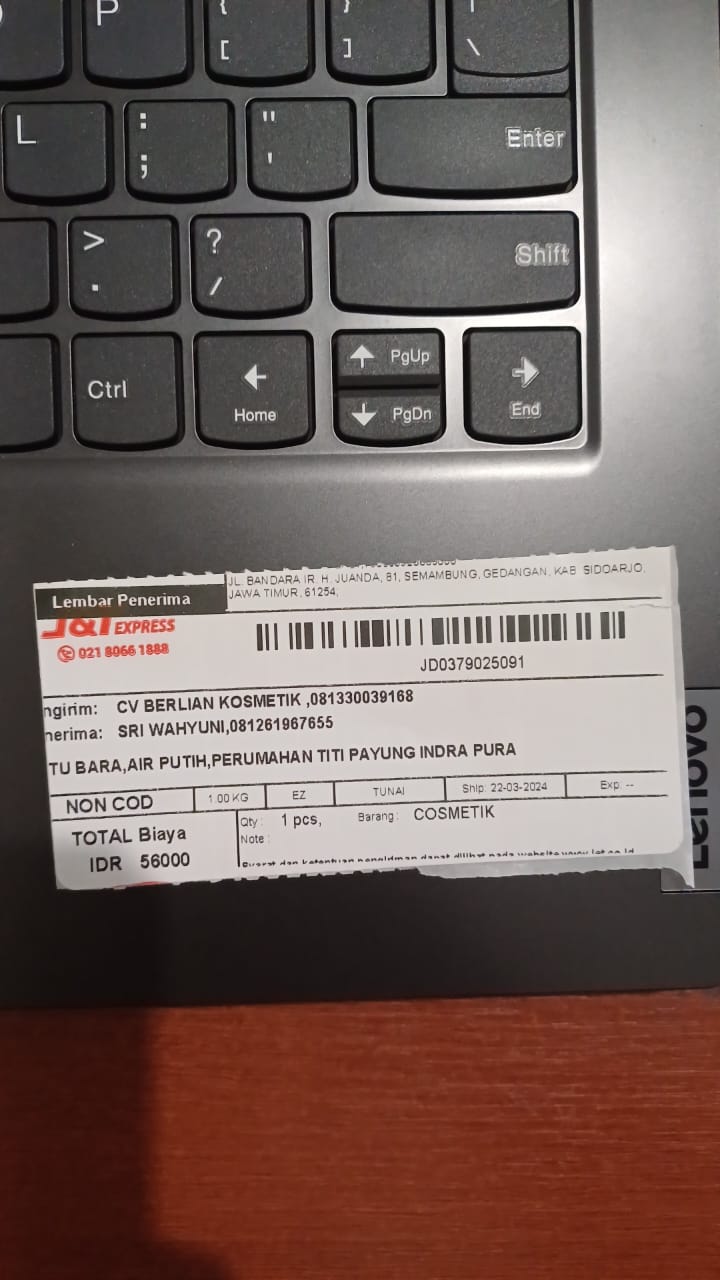 P { [ } ] | \
L : ; " ' Enter
> . ? / Shift
Ctrl Home PgUp PgDn End
JL. BANDARA IR. H. JUANDA, 81, SEMAMBUNG, GEDANGAN, KAB SIDOARJO,
Lembar Penerima JAWA TIMUR, 61254,
J&T EXPRESS
021 8066 1888
JD0379025091
ngirim: CV BERLIAN KOSMETIK ,081330039168
nerima: SRI WAHYUNI,081261967655
TU BARA,AIR PUTIH,PERUMAHAN TITI PAYUNG INDRA PURA
NON COD 1.00 KG EZ TUNAI Ship: 22-03-2024 Exp: --
TOTAL Biaya Qty : 1 pcs, Barang : COSMETIK
IDR 56000 Note :
Lenovo